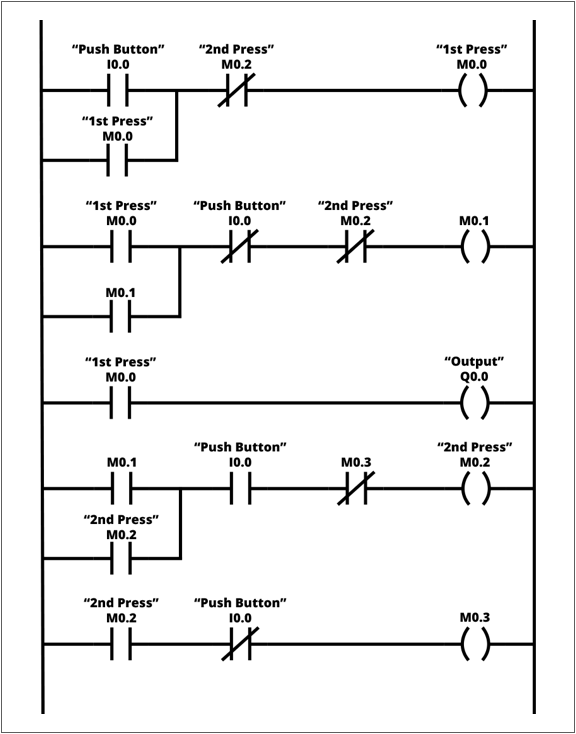 “Push Button” “2nd Press” “1st Press”
I0.0 M0.2 M0.0
“1st Press”
M0.0
“1st Press” “Push Button” “2nd Press”
M0.0 I0.0 M0.2 M0.1
M0.1
“1st Press” “Output”
M0.0 Q0.0
“Push Button” “2nd Press”
M0.1 I0.0 M0.3 M0.2
“2nd Press”
M0.2
“2nd Press” “Push Button”
M0.2 I0.0 M0.3